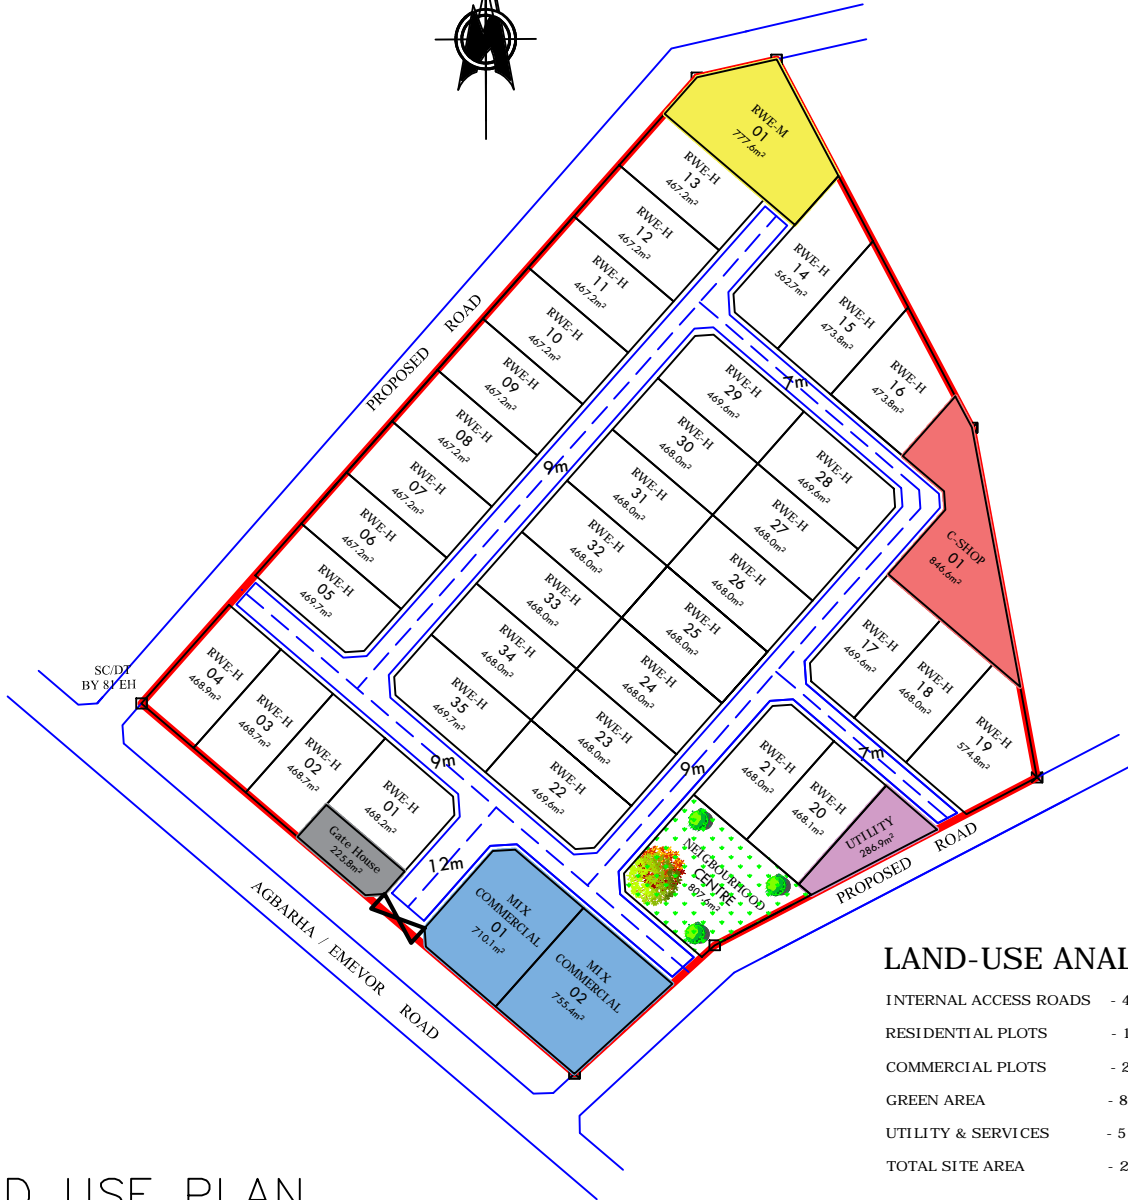 RWE-M
01
777.6m²
RWE-H
13
467.2m²
RWE-H
12
467.2m²
RWE-H
11
467.2m²
RWE-H
10
467.2m²
RWE-H
09
467.2m²
RWE-H
08
467.2m²
RWE-H
07
467.2m²
RWE-H
06
467.2m²
RWE-H
05
469.7m²
RWE-H
14
562.7m²
RWE-H
15
473.8m²
RWE-H
16
473.8m²
7m
PROPOSED ROAD
9m
RWE-H
29
469.6m²
RWE-H
30
468.0m²
RWE-H
31
468.0m²
RWE-H
32
468.0m²
RWE-H
33
468.0m²
RWE-H
34
468.0m²
RWE-H
35
469.7m²
RWE-H
28
469.6m²
RWE-H
27
468.0m²
RWE-H
26
468.0m²
RWE-H
25
468.0m²
RWE-H
24
468.0m²
RWE-H
23
468.0m²
RWE-H
22
469.6m²
C-SHOP
01
846.6m²
RWE-H
17
469.6m²
RWE-H
18
468.0m²
RWE-H
19
574.8m²
7m
SC/DT
BY 81 EH
RWE-H
04
468.9m²
RWE-H
03
468.7m²
RWE-H
02
468.7m²
RWE-H
01
468.2m²
9m
9m
RWE-H
21
468.0m²
RWE-H
20
468.1m²
UTILITY
286.9m²
Gate House
225.8m²
12m
NEIGBOURHOOD
CENTRE
807.6m²
PROPOSED ROAD
MIX
COMMERCIAL
01
710.1m²
MIX
COMMERCIAL
02
755.4m²
AGBARHA / EMEVOR ROAD
LAND-USE ANAL
INTERNAL ACCESS ROADS - 4
RESIDENTIAL PLOTS - 1
COMMERCIAL PLOTS - 2
GREEN AREA - 8
UTILITY & SERVICES - 5
TOTAL SITE AREA - 2
D USE PLAN